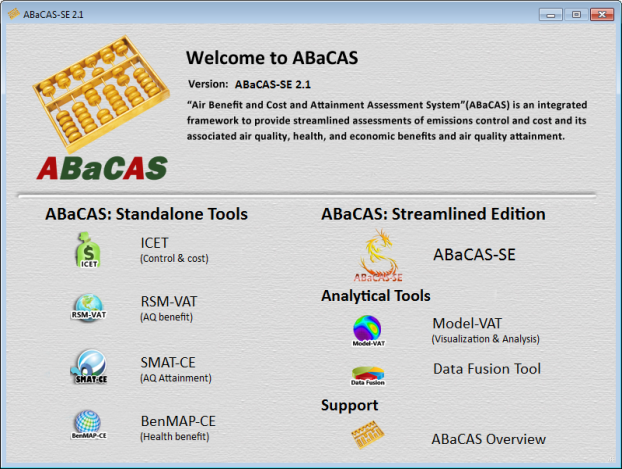 ABaCAS-SE 2.1
Welcome to ABaCAS
Version: ABaCAS-SE 2.1
“Air Benefit and Cost and Attainment Assessment System”(ABaCAS) is an integrated
framework to provide streamlined assessments of emissions control and cost and its
associated air quality, health, and economic benefits and air quality attainment.
ABaCAS
ABaCAS: Standalone Tools
$
ICET
ICET
(Control & cost)
RSM-VAT
RSM-VAT
(AQ benefit)
SMAT-CE
SMAT-CE
(AQ Attainment)
BenMAP-CE
BenMAP-CE
(Health benefit)
ABaCAS: Streamlined Edition
ABaCAS-SE
ABaCAS-SE
Analytical Tools
Model-VAT
Model-VAT
(Visualization & Analysis)
Data Fusion
Data Fusion Tool
Support
ABaCAS Overview